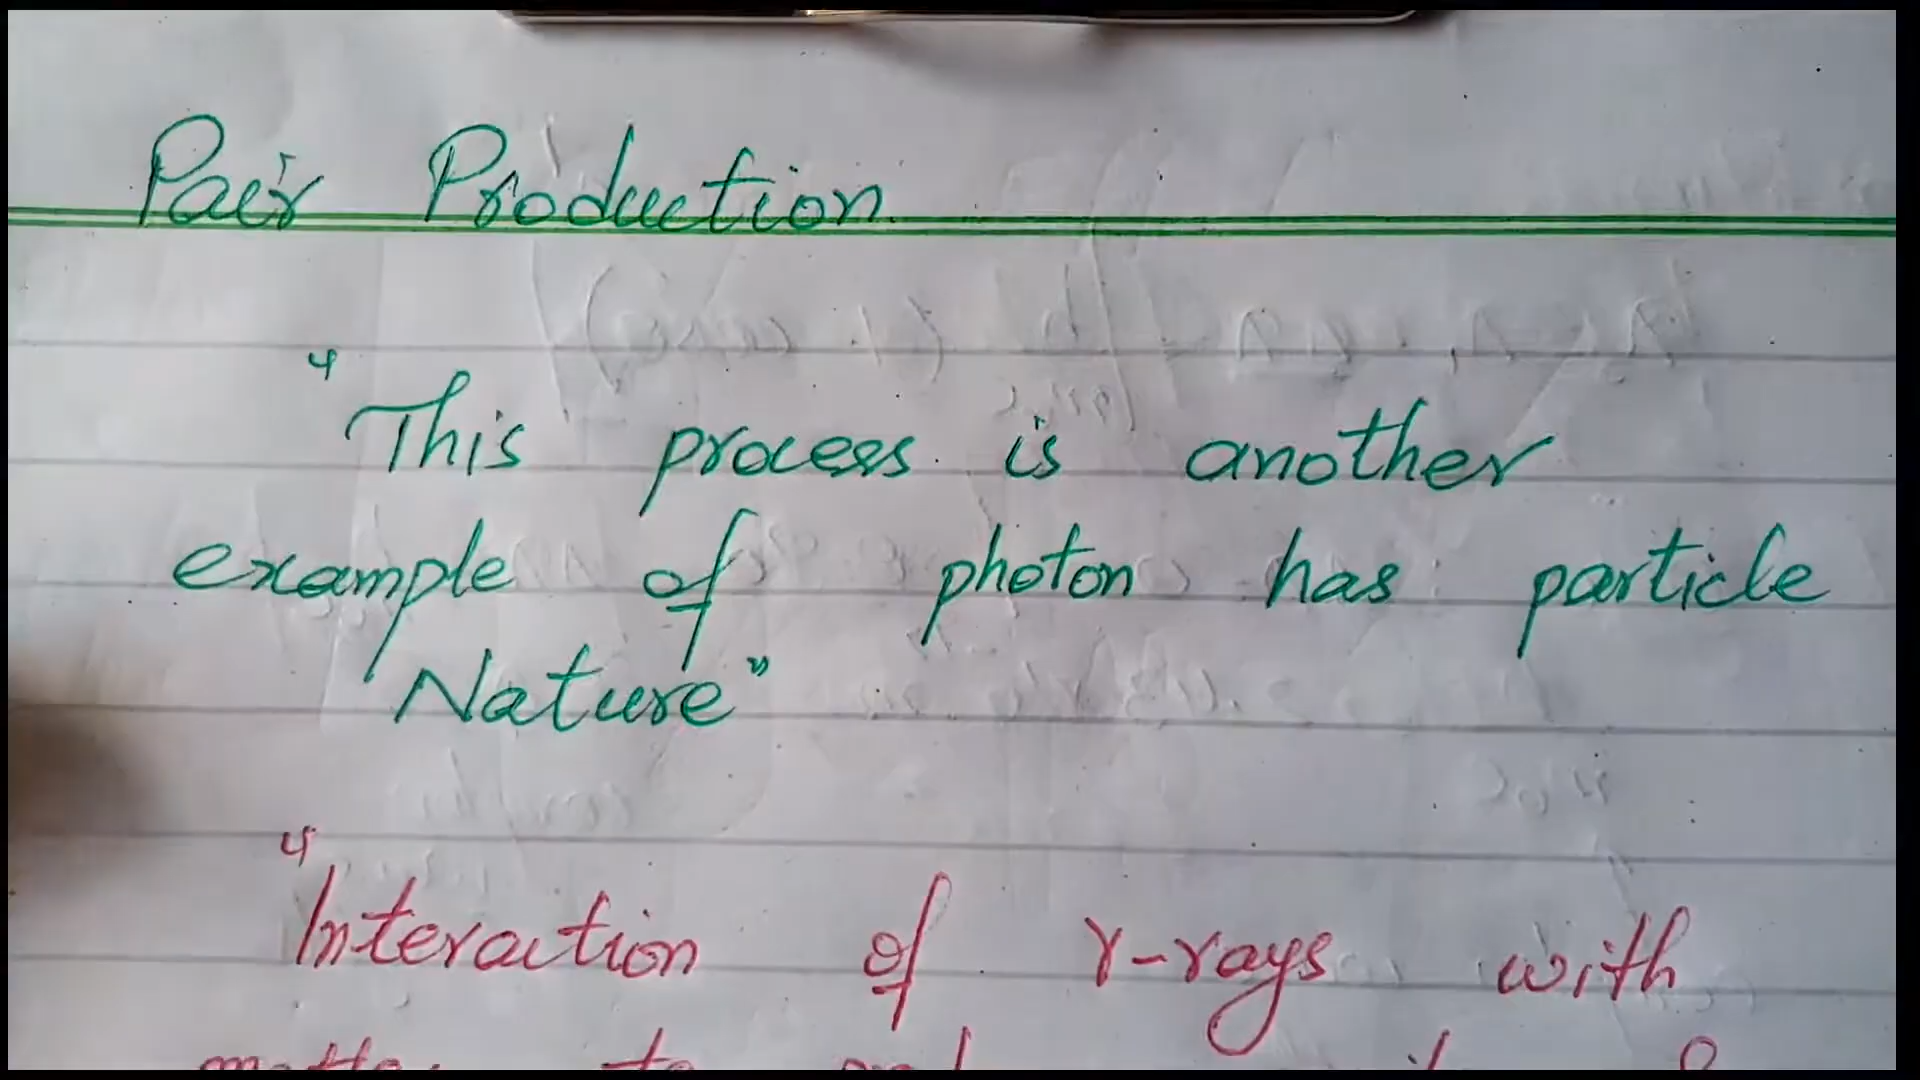 Pair Production
"This process is another
example of photon has particle
Nature"
"Interaction of γ-rays with